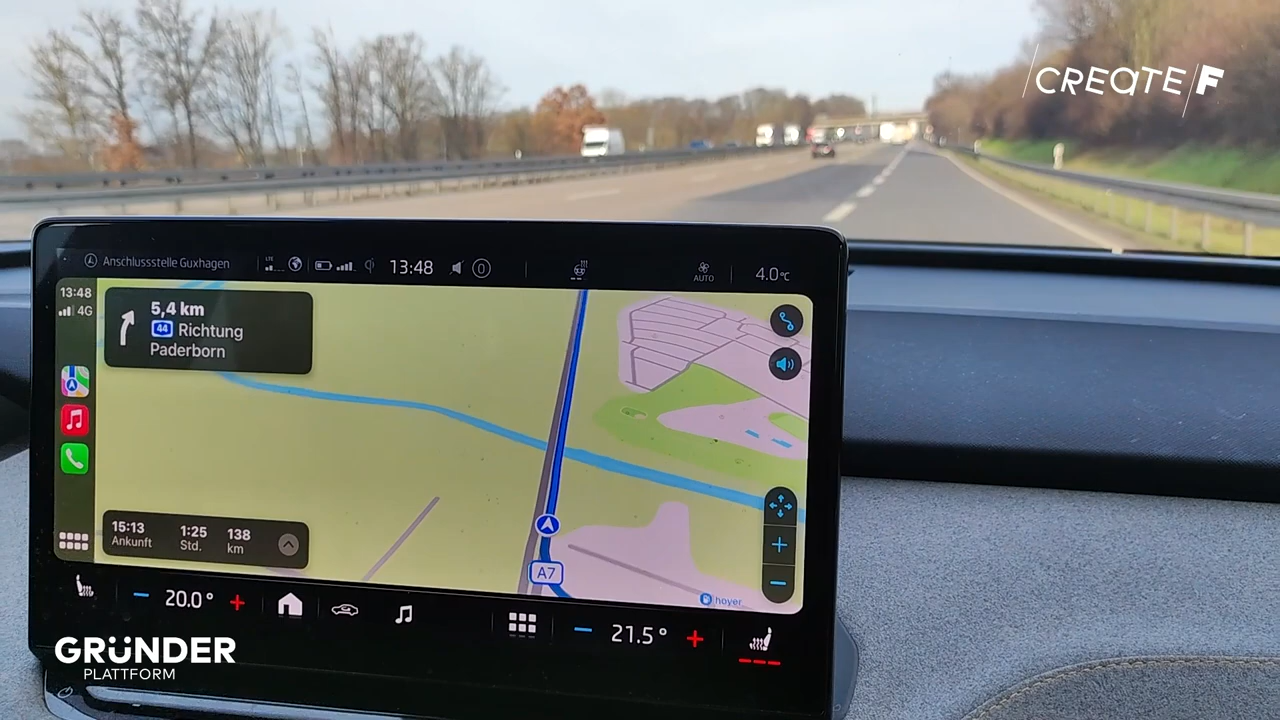 CREATE F
Anschlussstelle Guxhagen
LTE
13:48
0
AUTO
4.0°C
13:48
4G
5,4 km
44 Richtung
Paderborn
15:13
Ankunft
1:25
Std.
138
km
A7
hoyer
20.0°
21.5°
GRÜNDER
PLATTFORM